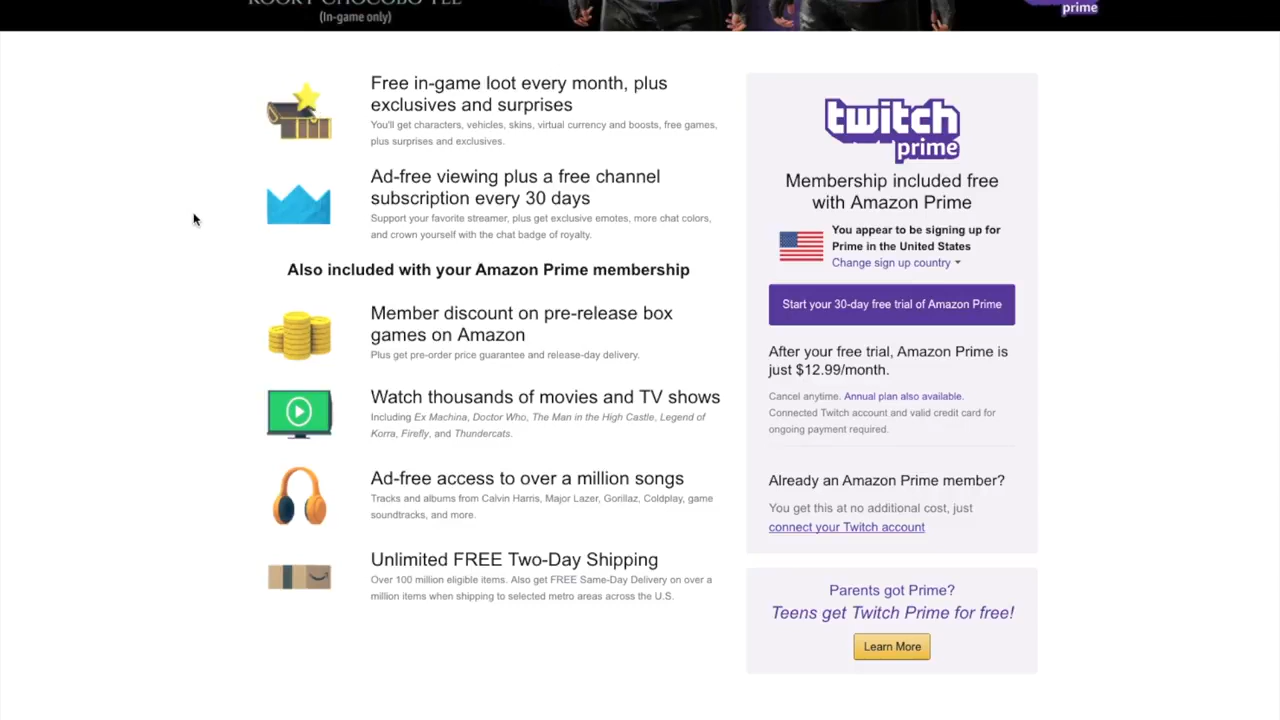 ROOKY CHOCOBO TEE
(In-game only)
prime
Free in-game loot every month, plus
exclusives and surprises
You'll get characters, vehicles, skins, virtual currency and boosts, free games,
plus surprises and exclusives.
Ad-free viewing plus a free channel
subscription every 30 days
Support your favorite streamer, plus get exclusive emotes, more chat colors,
and crown yourself with the chat badge of royalty.
Also included with your Amazon Prime membership
Member discount on pre-release box
games on Amazon
Plus get pre-order price guarantee and release-day delivery.
Watch thousands of movies and TV shows
Including Ex Machina, Doctor Who, The Man in the High Castle, Legend of
Korra, Firefly, and Thundercats.
Ad-free access to over a million songs
Tracks and albums from Calvin Harris, Major Lazer, Gorillaz, Coldplay, game
soundtracks, and more.
Unlimited FREE Two-Day Shipping
Over 100 million eligible items. Also get FREE Same-Day Delivery on over a
million items when shipping to selected metro areas across the U.S.
twitch
prime
Membership included free
with Amazon Prime
You appear to be signing up for
Prime in the United States
Change sign up country
Start your 30-day free trial of Amazon Prime
After your free trial, Amazon Prime is
just $12.99/month.
Cancel anytime. Annual plan also available.
Connected Twitch account and valid credit card for
ongoing payment required.
Already an Amazon Prime member?
You get this at no additional cost, just
connect your Twitch account
Parents got Prime?
Teens get Twitch Prime for free!
Learn More